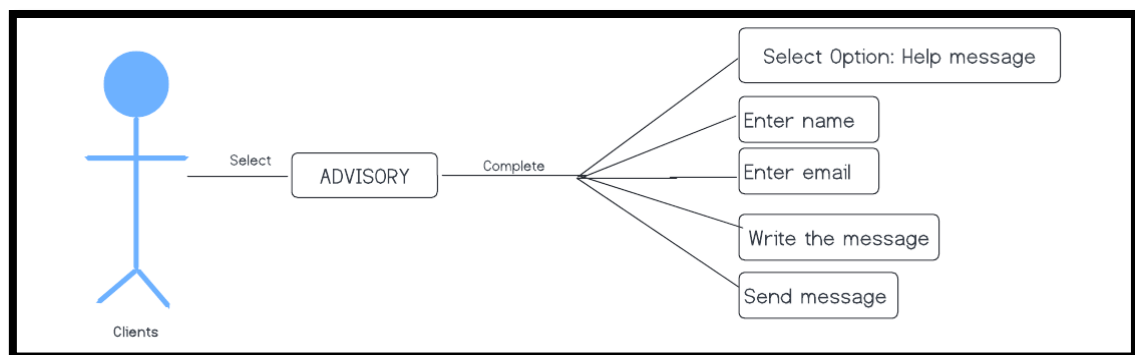 Select Option: Help message
Enter name
Select
ADVISORY
Complete
Enter email
Write the message
Send message
Clients